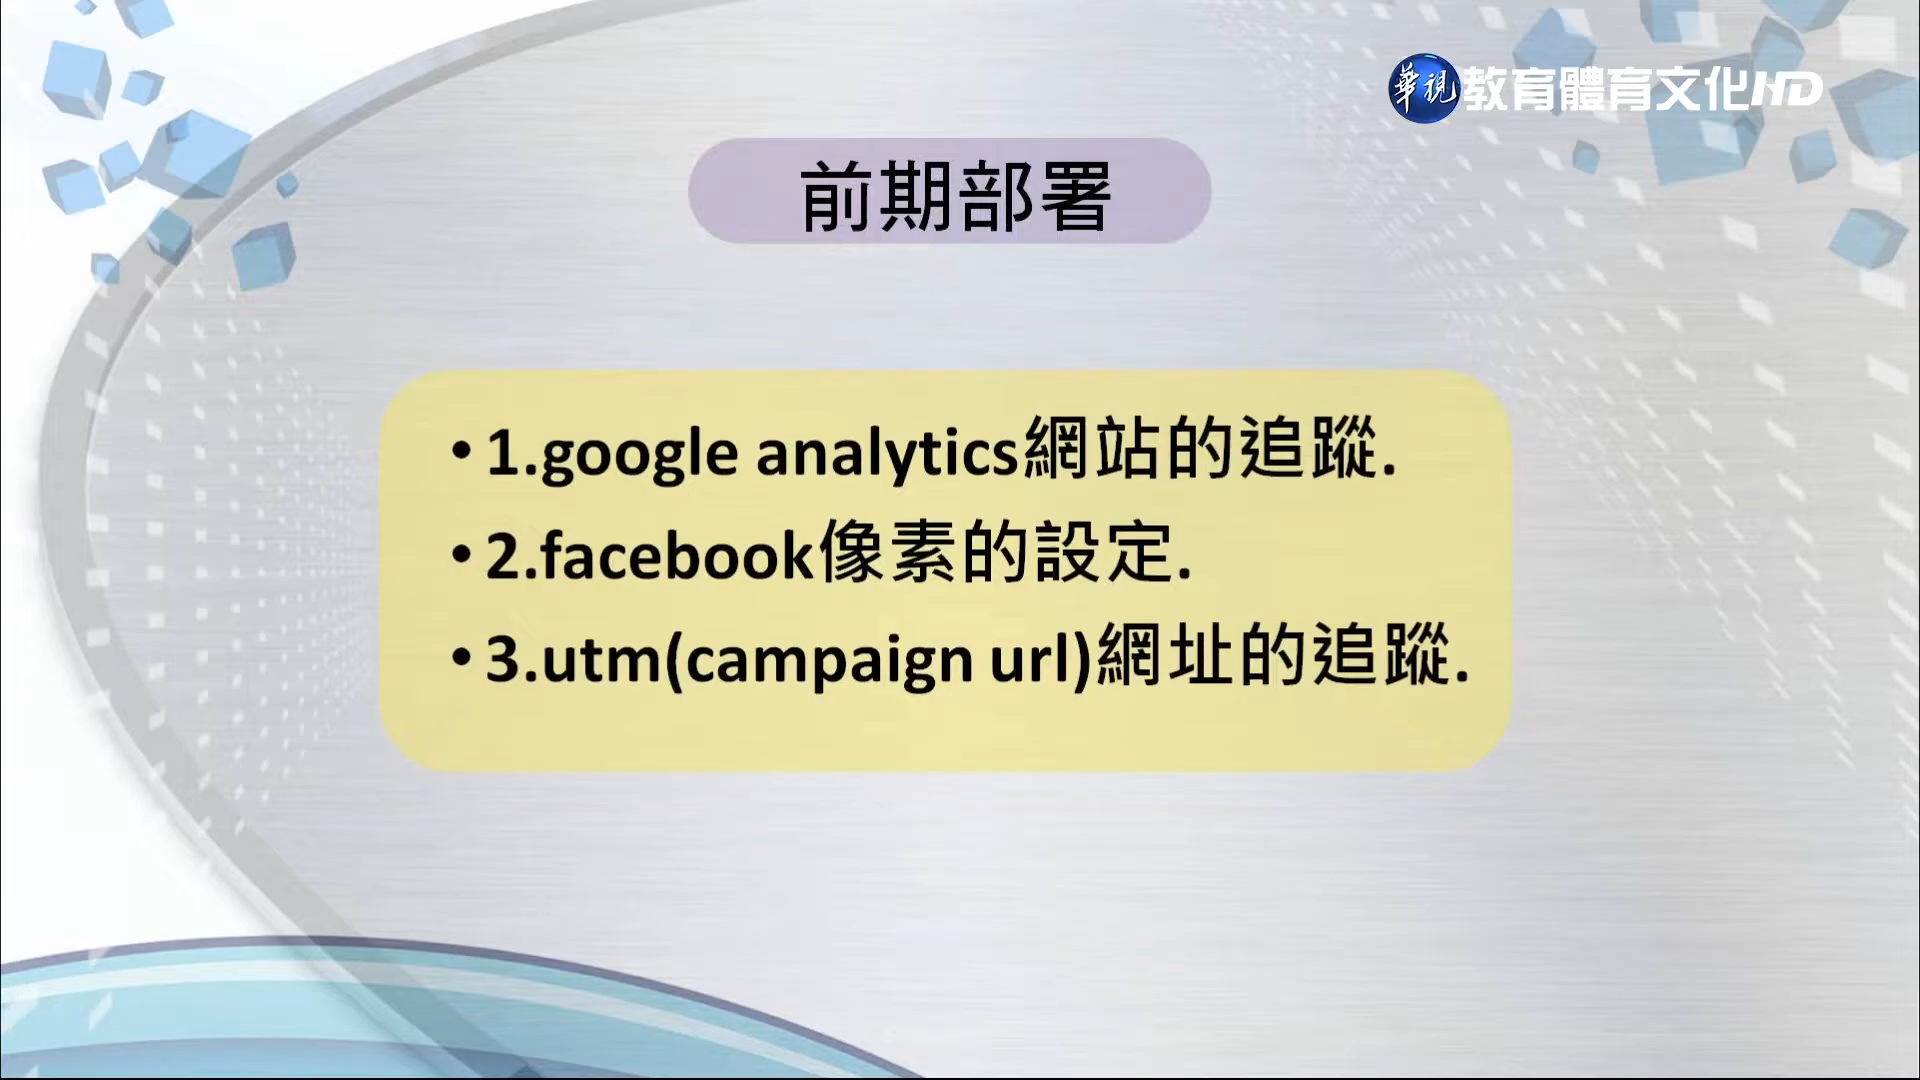 華視 教育體育文化HD
前期部署
• 1.google analytics網站的追蹤.
• 2.facebook像素的設定.
• 3.utm(campaign url)網址的追蹤.